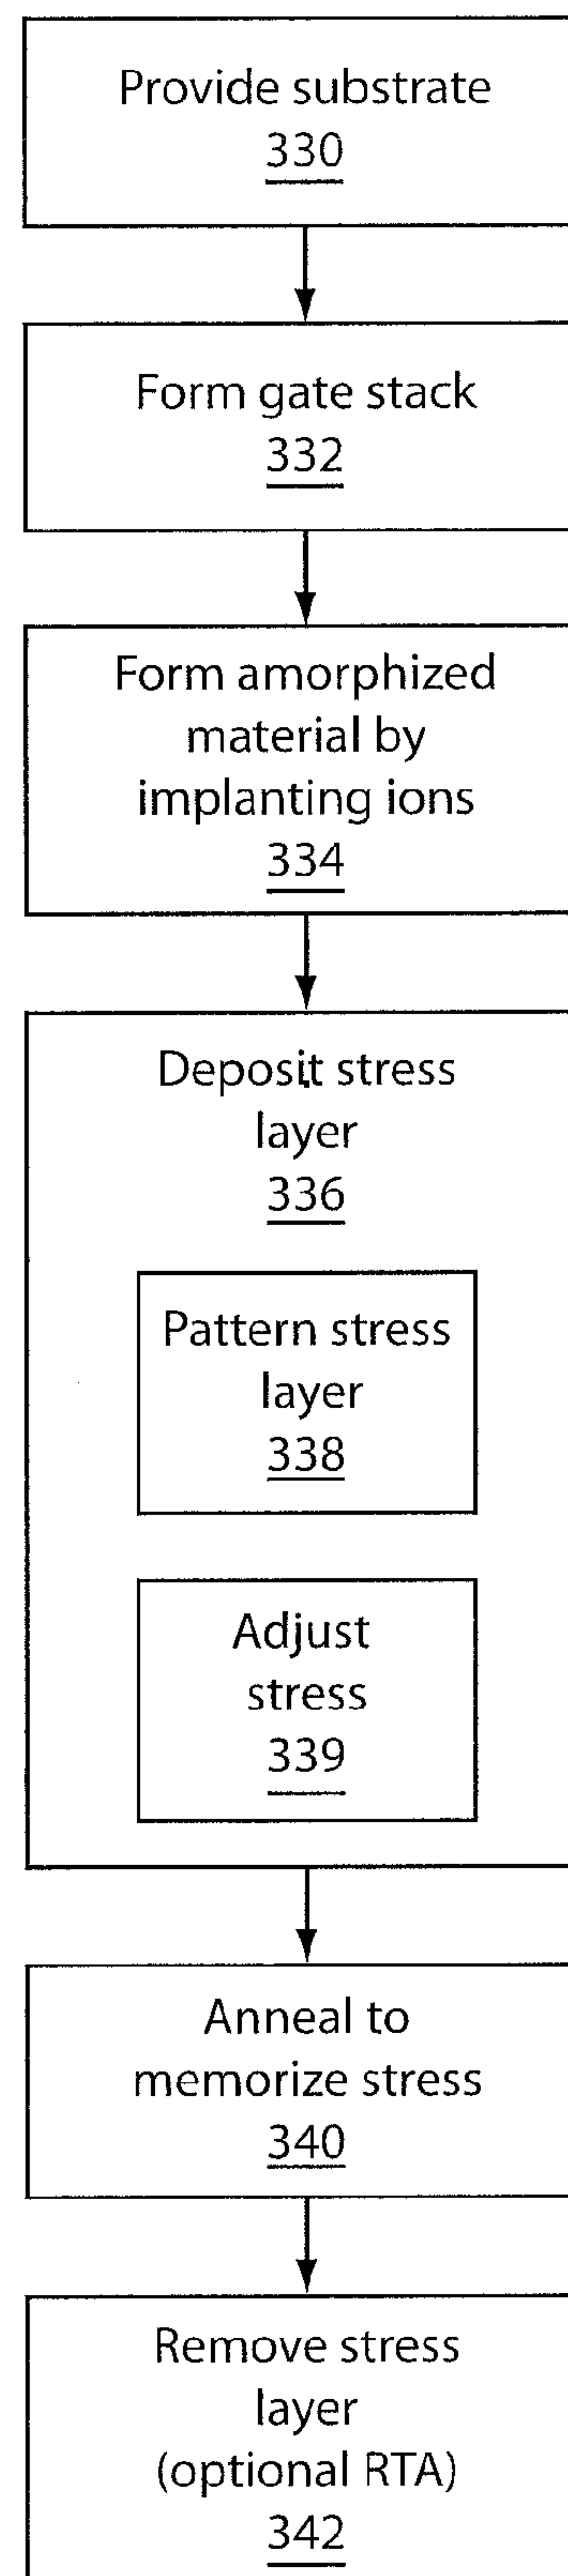 Provide substrate
330
Form gate stack
332
Form amorphized
material by
implanting ions
334
Deposit stress
layer
336
Pattern stress
layer
338
Adjust
stress
339
Anneal to
memorize stress
340
Remove stress
layer
(optional RTA)
342